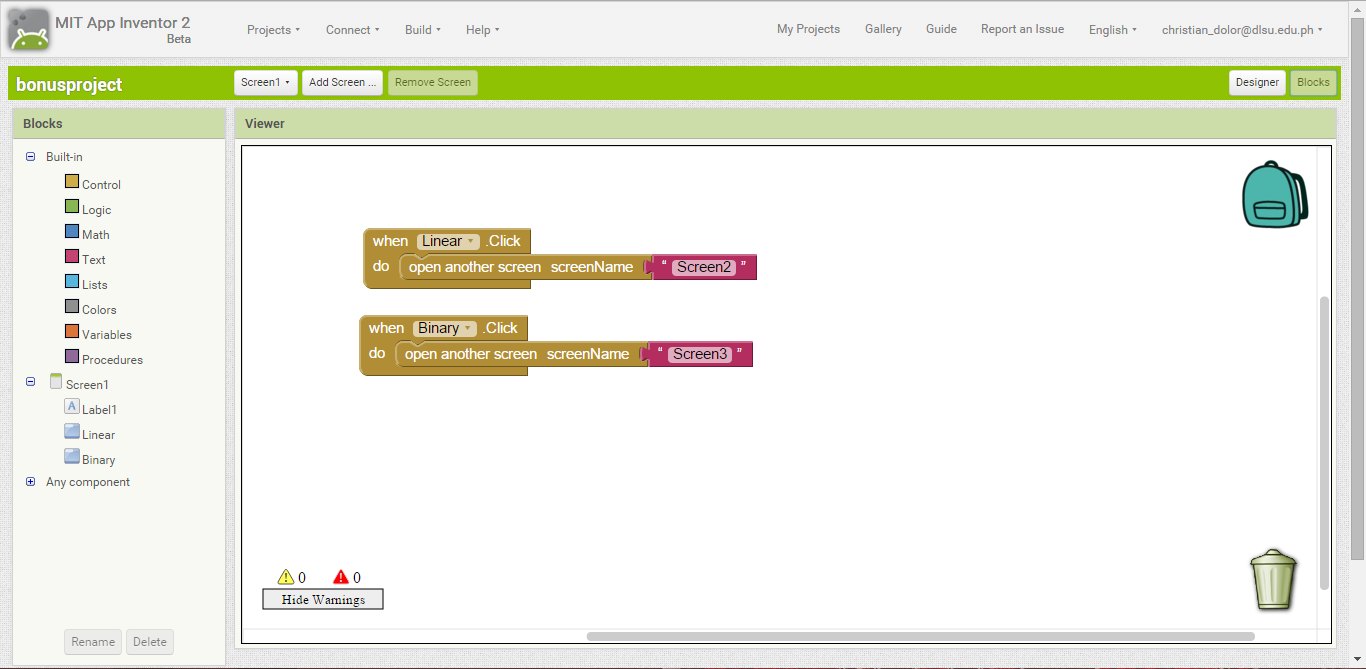 MIT App Inventor 2
Beta
Projects Connect Build Help
My Projects Gallery Guide Report an Issue English christian_dolor@dlsu.edu.ph
bonusproject
Screen1 Add Screen ... Remove Screen
Designer Blocks
Blocks
Built-in
Control
Logic
Math
Text
Lists
Colors
Variables
Procedures
Screen1
A Label1
Linear
Binary
Any component
Rename Delete
Viewer
when Linear .Click
do open another screen screenName “ Screen2 ”
when Binary .Click
do open another screen screenName “ Screen3 ”
0 0
Hide Warnings